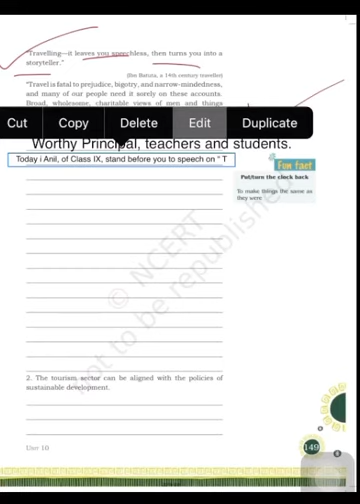 "Travelling—it leaves you speechless, then turns you into a
storyteller."
(Ibn Batuta, a 14th century traveller)
"Travel is fatal to prejudice, bigotry, and narrow-mindedness,
and many of our people need it sorely on these accounts.
Broad, wholesome, charitable views of men and things
Cut Copy Delete Edit Duplicate
Worthy Principal, teachers and students.
Today i Anil, of Class IX, stand before you to speech on " T
Fun fact
Put/turn the clock back
To make things the same as
they were
© NCERT
not to be republished
2. The tourism sector can be aligned with the policies of
sustainable development.
Unit 10
149